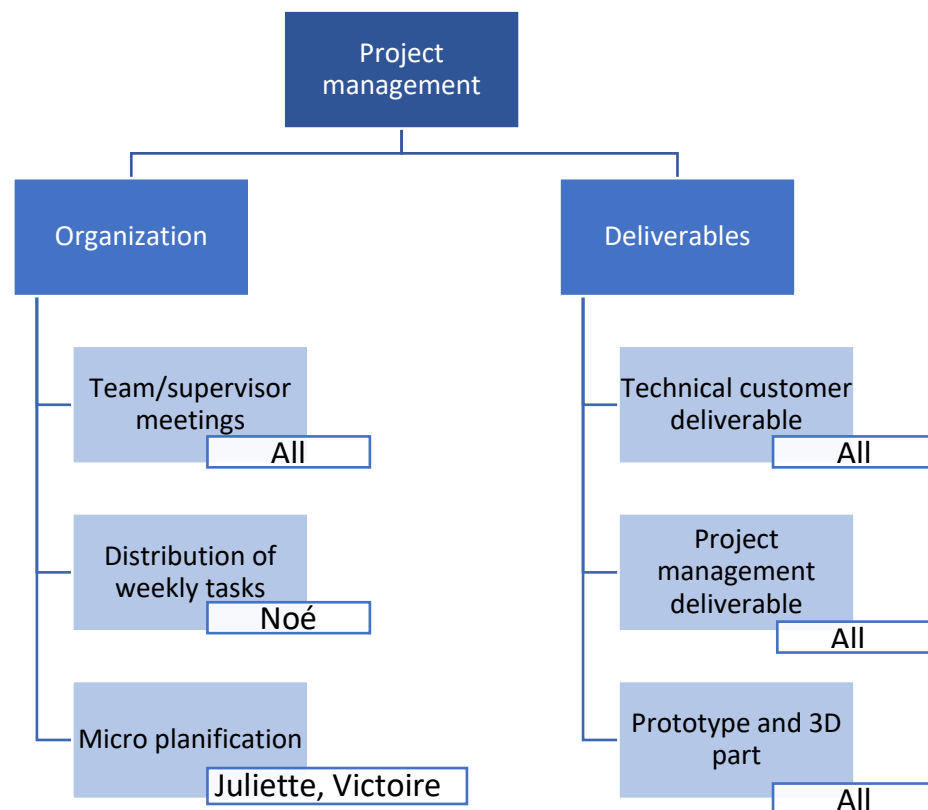 Project
management
Organization
Team/supervisor
meetings
All
Distribution of
weekly tasks
Noé
Micro planification
Juliette, Victoire
Deliverables
Technical customer
deliverable
All
Project
management
deliverable
All
Prototype and 3D
part
All